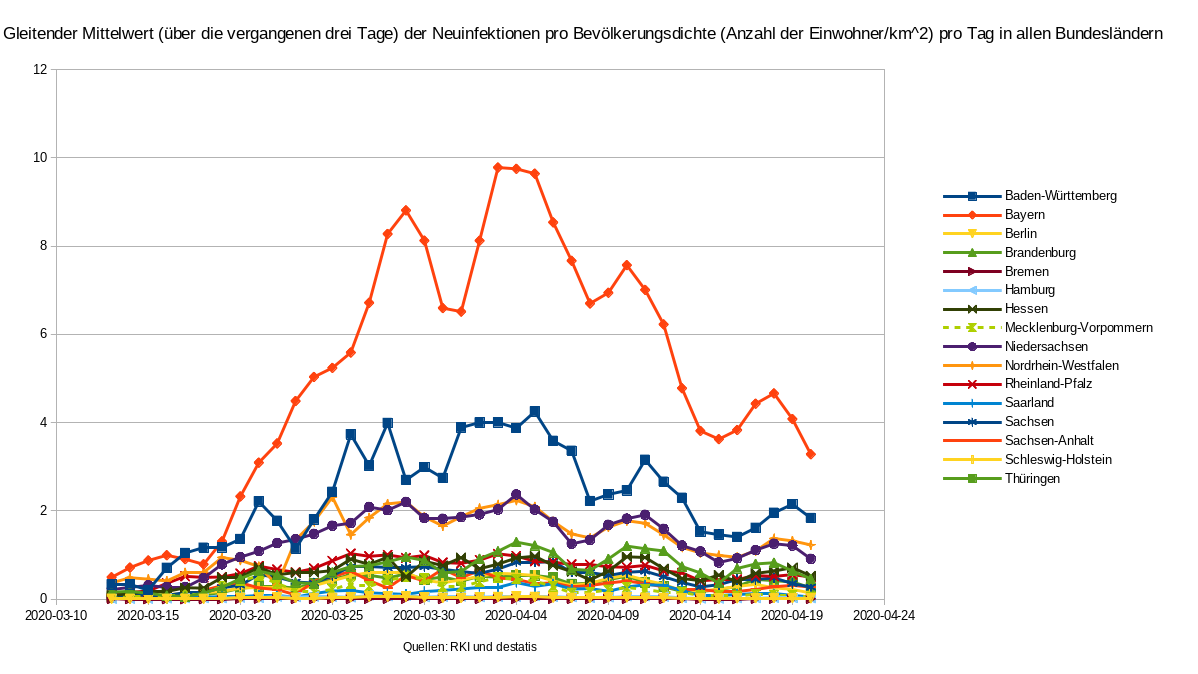 Gleitender Mittelwert (über die vergangenen drei Tage) der Neuinfektionen pro Bevölkerungsdichte (Anzahl der Einwohner/km^2) pro Tag in allen Bundesländern
12
10
8
6
4
2
0
2020-03-10 2020-03-15 2020-03-20 2020-03-25 2020-03-30 2020-04-04 2020-04-09 2020-04-14 2020-04-19 2020-04-24
Quellen: RKI und destatis
Baden-Württemberg
Bayern
Berlin
Brandenburg
Bremen
Hamburg
Hessen
Mecklenburg-Vorpommern
Niedersachsen
Nordrhein-Westfalen
Rheinland-Pfalz
Saarland
Sachsen
Sachsen-Anhalt
Schleswig-Holstein
Thüringen